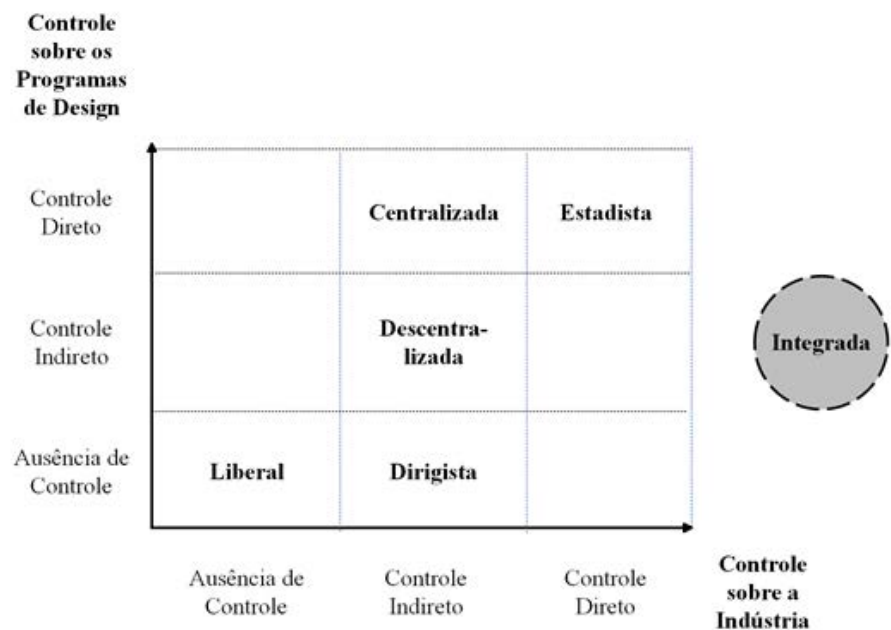 Controle
sobre os
Programas
de Design
Controle
Direto
Centralizada
Estadista
Controle
Indireto
Descentra-
lizada
Integrada
Ausência de
Controle
Liberal
Dirigista
Ausência de
Controle
Controle
Indireto
Controle
Direto
Controle
sobre a
Indústria